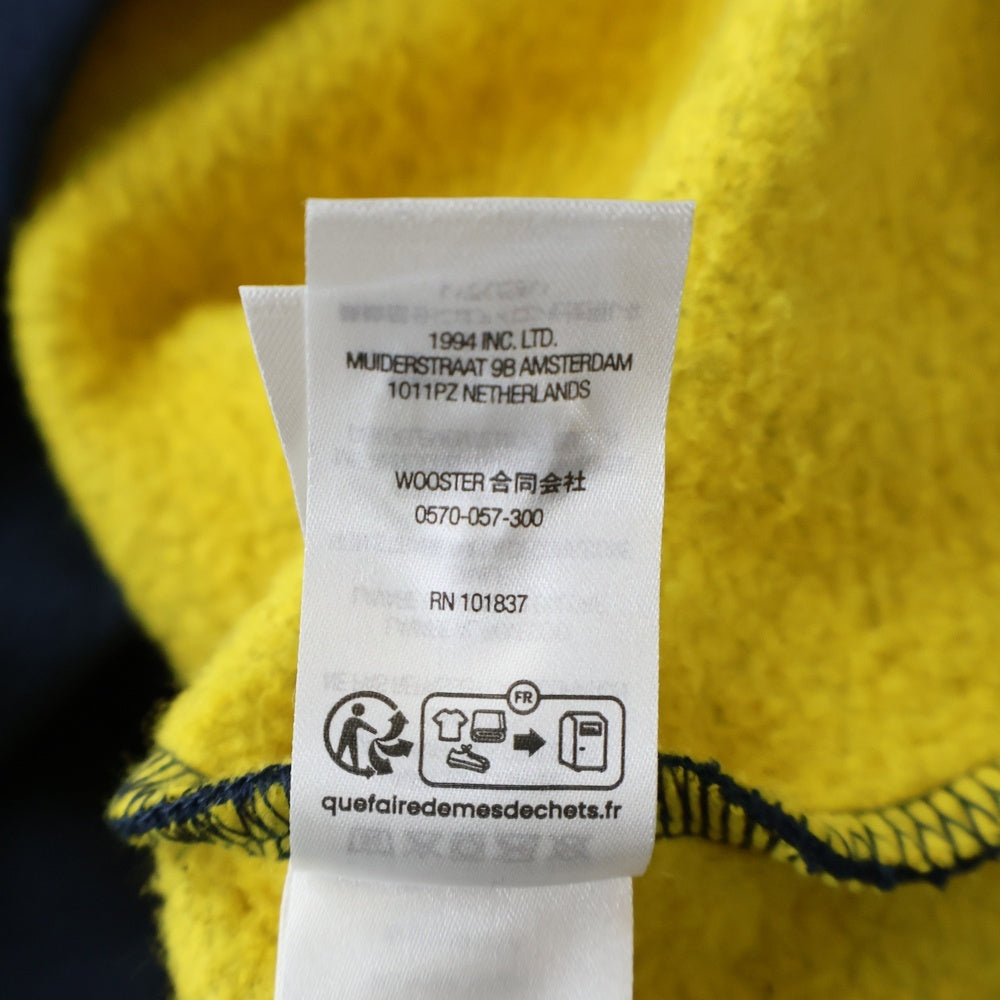 1994 INC. LTD.
MUIDERSTRAAT 9B AMSTERDAM
1011PZ NETHERLANDS
WOOSTER 合同会社
0570-057-300
RN 101837
FR
quefairedemesdechets.fr